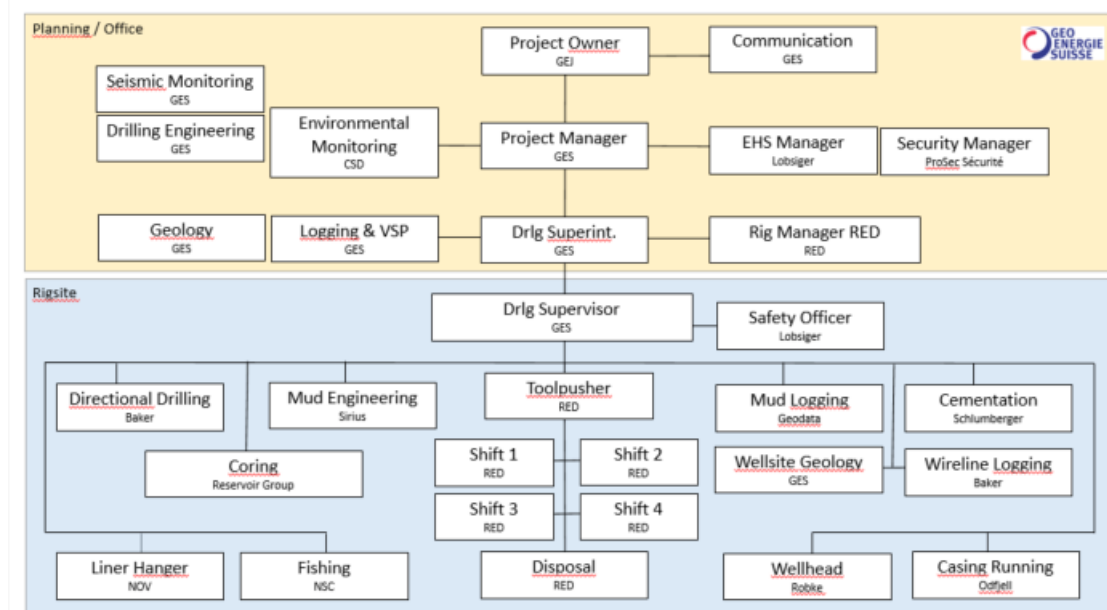 Planning / Office
GEO
ENERGIE
SUISSE
Project Owner
GEJ
Communication
GES
Seismic Monitoring
GES
Drilling Engineering
GES
Environmental
Monitoring
CSD
Project Manager
GES
EHS Manager
Lobsiger
Security Manager
ProSec Sécurité
Geology
GES
Logging & VSP
GES
Drlg Superint.
GES
Rig Manager RED
RED
Rigsite
Drlg Supervisor
GES
Safety Officer
Lobsiger
Directional Drilling
Baker
Mud Engineering
Sirius
Toolpusher
RED
Mud Logging
Geodata
Cementation
Schlumberger
Coring
Reservoir Group
Shift 1
RED
Shift 2
RED
Wellsite Geology
GES
Wireline Logging
Baker
Shift 3
RED
Shift 4
RED
Liner Hanger
NOV
Fishing
NSC
Disposal
RED
Wellhead
Robke
Casing Running
Odfjell